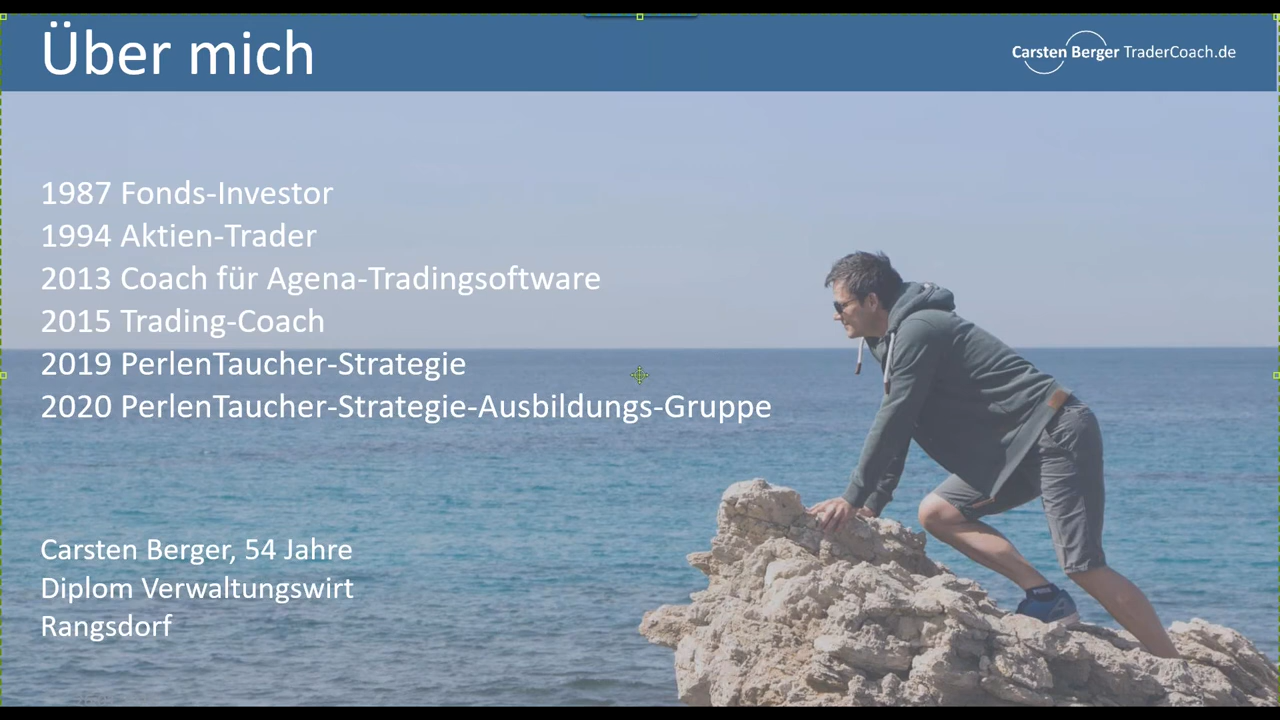 Über mich
Carsten Berger TraderCoach.de
1987 Fonds-Investor
1994 Aktien-Trader
2013 Coach für Agena-Tradingsoftware
2015 Trading-Coach
2019 PerlenTaucher-Strategie
2020 PerlenTaucher-Strategie-Ausbildungs-Gruppe
Carsten Berger, 54 Jahre
Diplom Verwaltungswirt
Rangsdorf